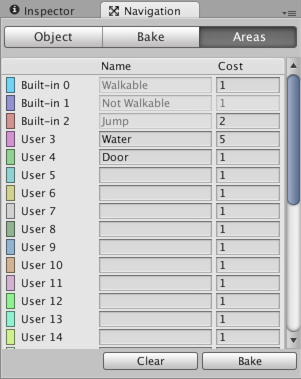 Inspector Navigation
Object Bake Areas
Name Cost
Built-in 0 Walkable 1
Built-in 1 Not Walkable 1
Built-in 2 Jump 2
User 3 Water 5
User 4 Door 1
User 5 1
User 6 1
User 7 1
User 8 1
User 9 1
User 10 1
User 11 1
User 12 1
User 13 1
User 14 1
Clear Bake